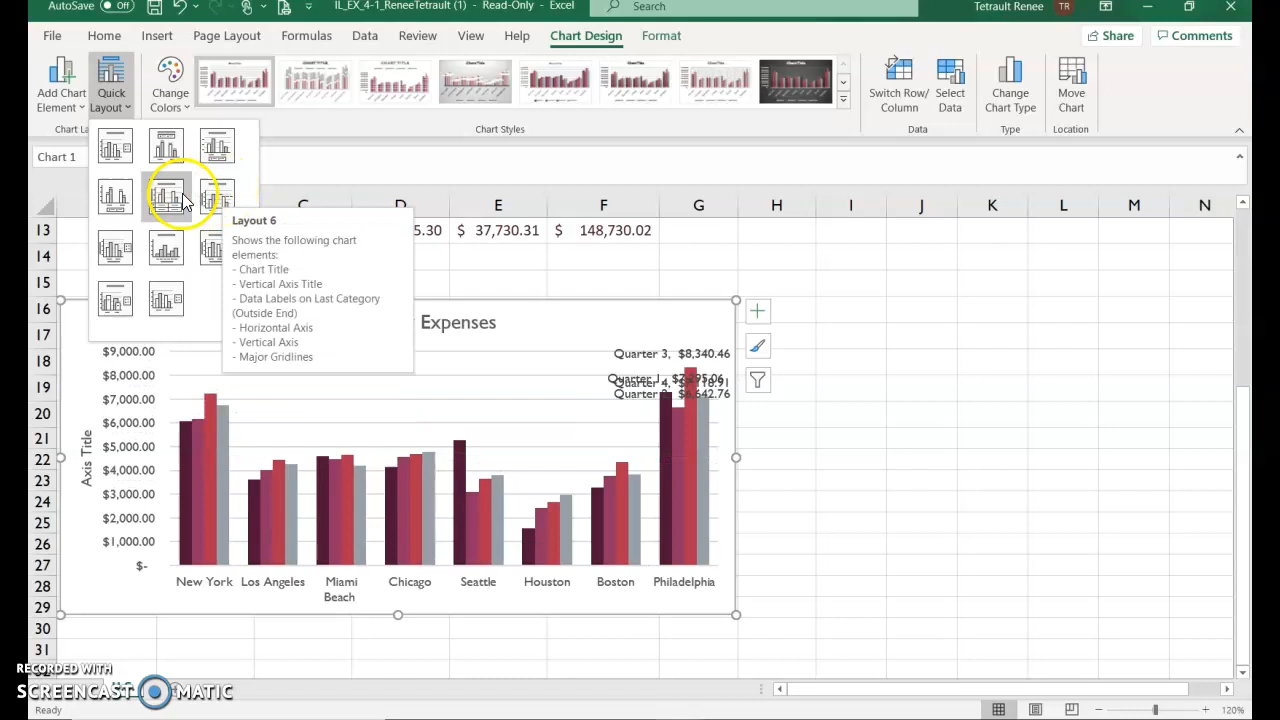 AutoSave Off
IL_EX_4-1_ReneeTetrault (1) - Read-Only - Excel
Search
Tetrault Renee TR
File Home Insert Page Layout Formulas Data Review View Help Chart Design Format
Share Comments
Add Chart
Element
Quick
Layout
Change
Colors
Switch Row/
Column
Select
Data
Change
Chart Type
Move
Chart
Chart Styles
Data
Type
Location
Chart 1
C D E F G H I J K L M N
13 5.30 $ 37,730.31 $ 148,730.02
14
15
16
17
18
19
20
21
22
23
24
25
26
27
28
29
30
31
Layout 6
Shows the following chart
elements:
- Chart Title
- Vertical Axis Title
- Data Labels on Last Category
(Outside End)
- Horizontal Axis
- Vertical Axis
- Major Gridlines
Expenses
Quarter 3, $8,340.46
$9,000.00
$8,000.00
$7,000.00
$6,000.00
$5,000.00
$4,000.00
$3,000.00
$2,000.00
$1,000.00
$-
Axis Title
New York Los Angeles Miami Beach Chicago Seattle Houston Boston Philadelphia
RECORDED WITH
SCREENCAST MATIC
Ready
120%